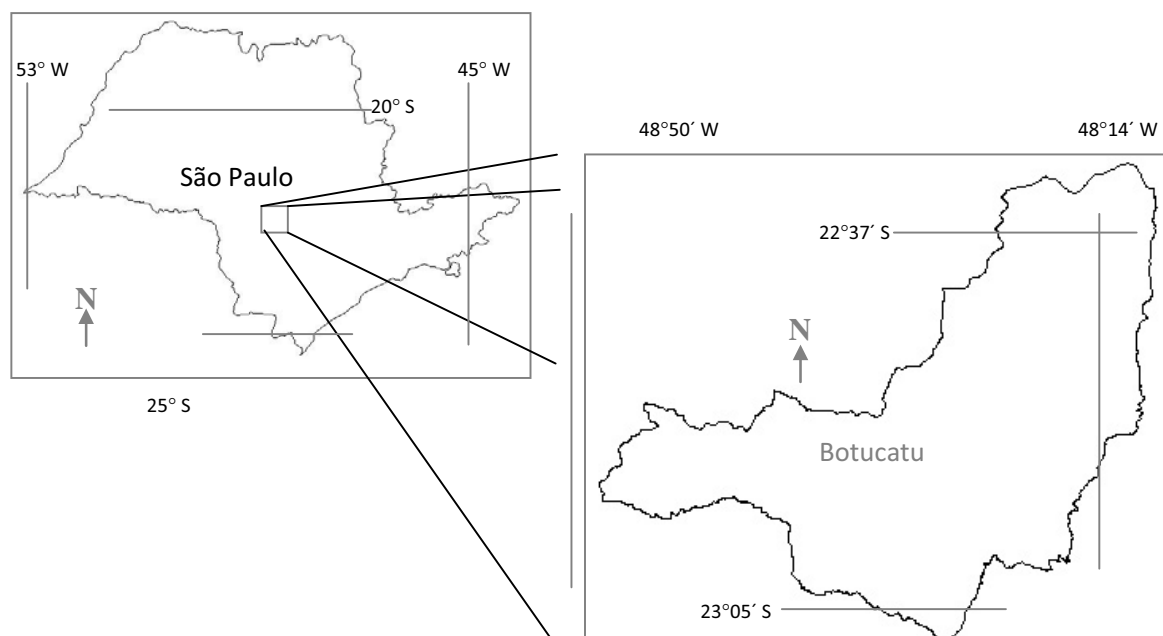 53° W
45° W
20° S
São Paulo
N
25° S
48°50´ W
48°14´ W
22°37´ S
N
Botucatu
23°05´ S